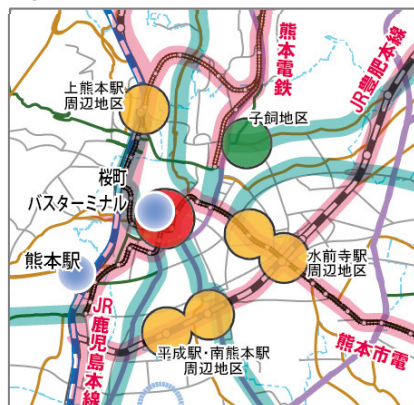 上熊本駅
周辺地区
熊本電鉄
JR豊肥本線
子飼地区
桜町
バスターミナル
熊本駅
水前寺駅
周辺地区
JR鹿児島本線
平成駅・南熊本駅
周辺地区
熊本市電